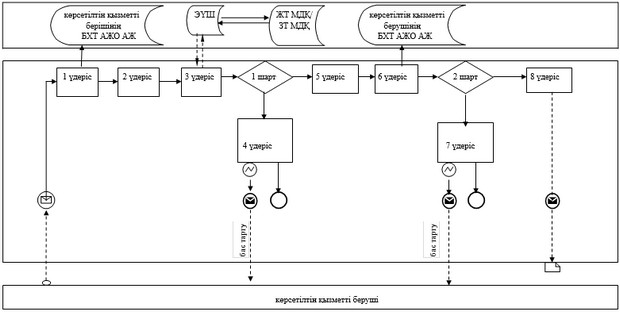 көрсетілтін қызметті
берішінің
БХТ АЖО АЖ
ЭҮШ
ЖТ МДҚ/
ЗТ МДҚ
көрсетілтін қызметті
берушінің
БХТ АЖО АЖ
1 үдеріс
2 үдеріс
3 үдеріс
1 шарт
5 үдеріс
6 үдеріс
2 шарт
8 үдеріс
4 үдеріс
7 үдеріс
бас тарту
бас тарту
көрсетілтін қызметті беруші